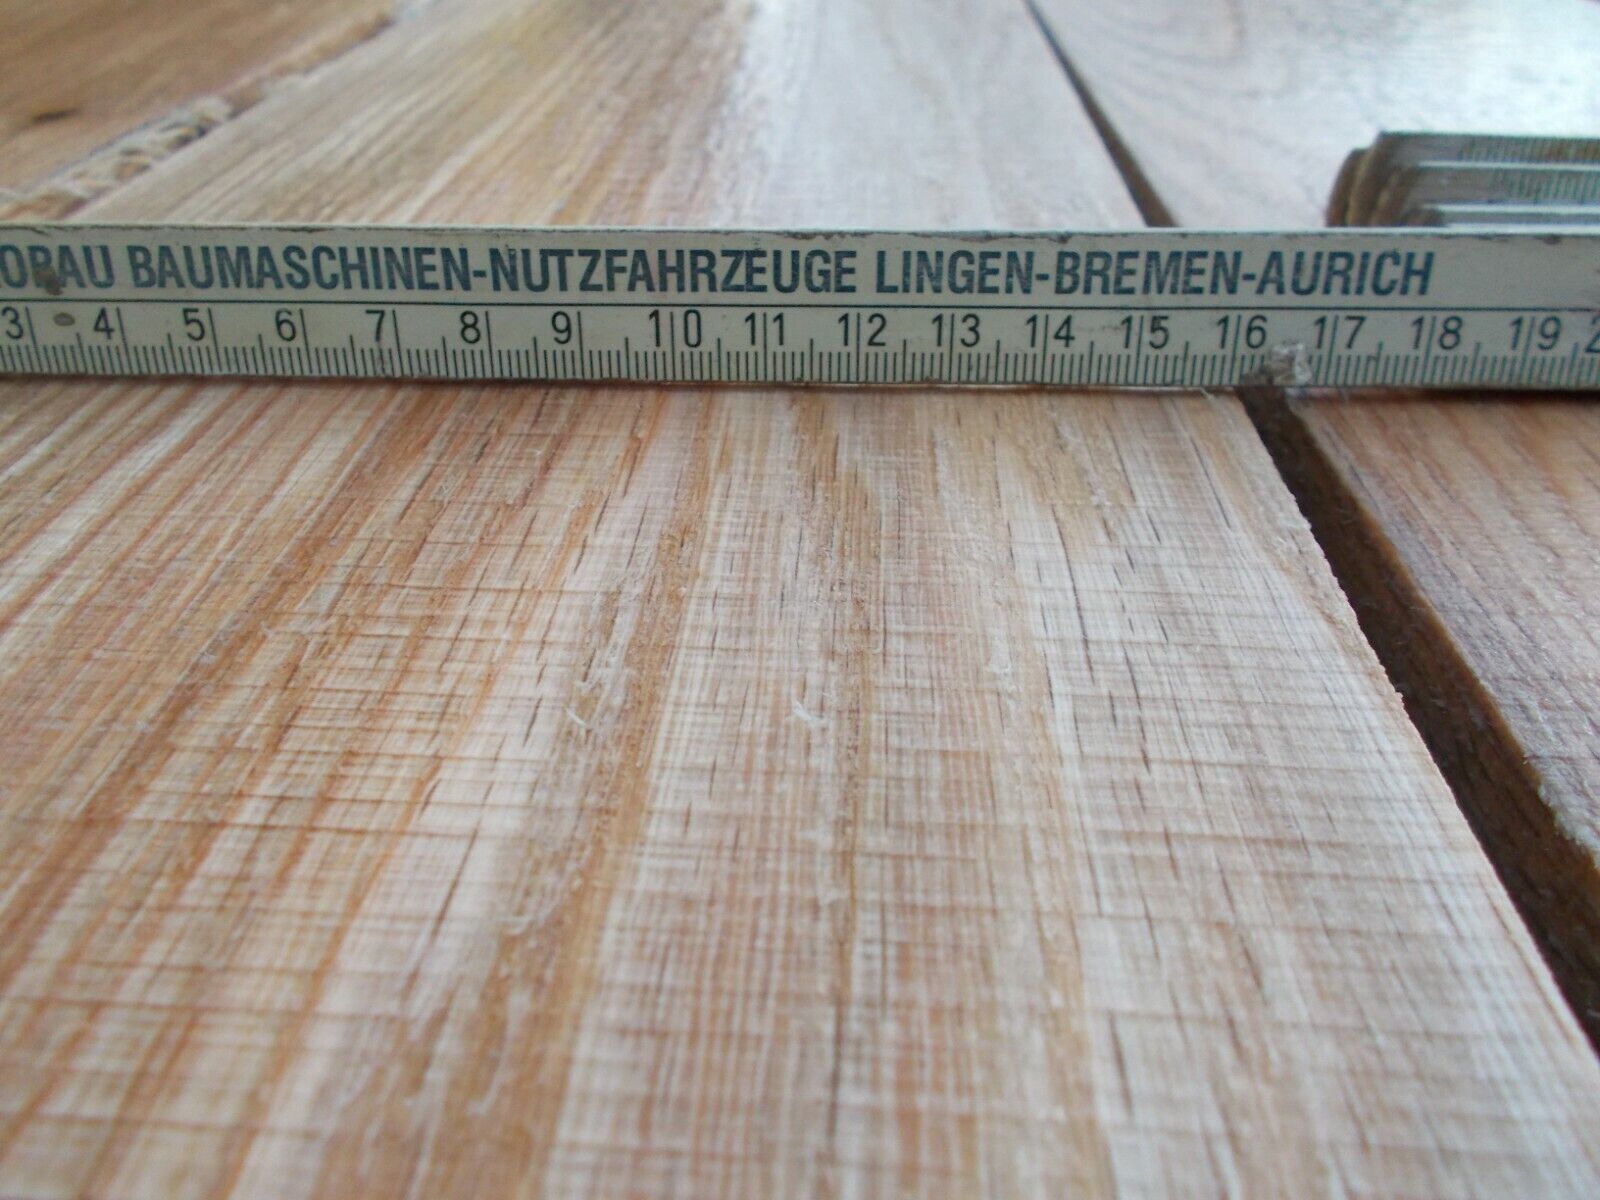 BAUMASCHINEN-NUTZFAHRZEUGE LINGEN-BREMEN-AURICH
3 4 5 6 7 8 9 10 11 12 13 14 15 16 17 18 19 2